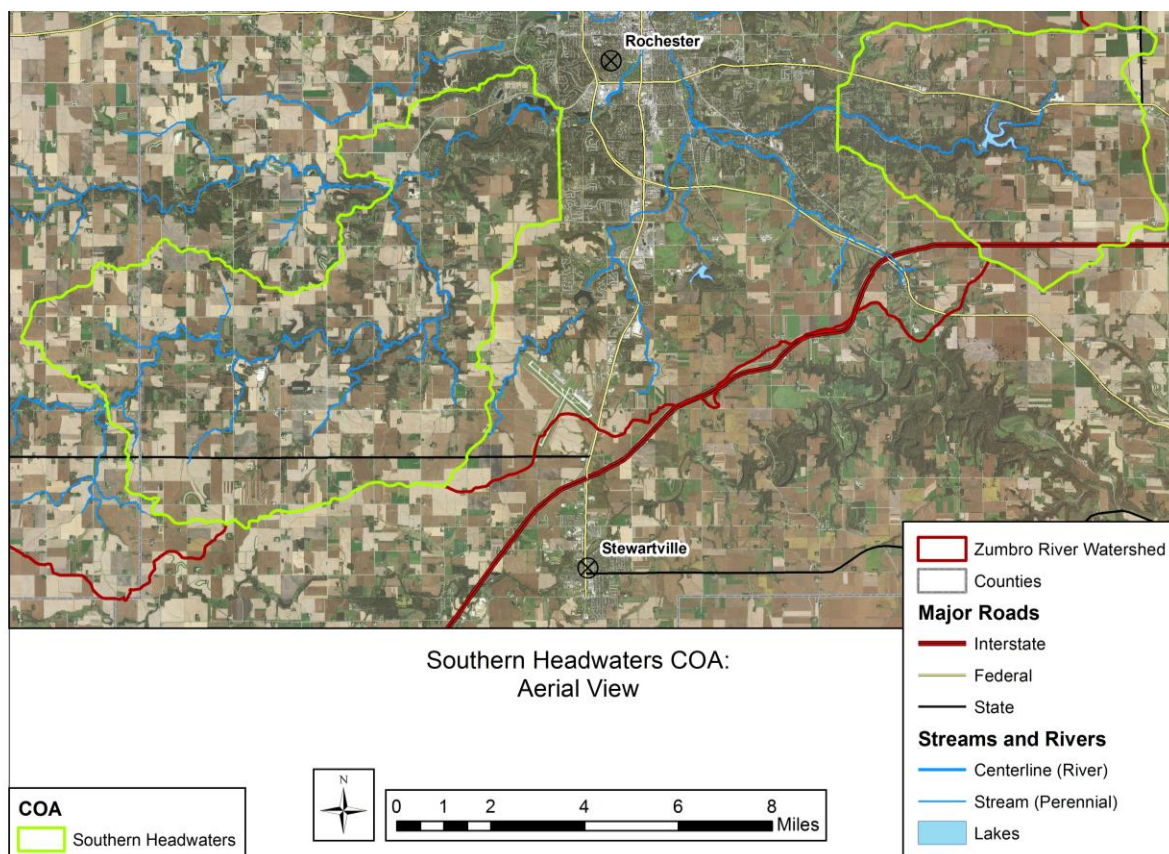 Rochester
Stewartville
Zumbro River Watershed
Counties
Major Roads
Interstate
Federal
State
Streams and Rivers
Centerline (River)
Stream (Perennial)
Lakes
Southern Headwaters COA:
Aerial View
COA
Southern Headwaters
N
0 1 2 4 6 8
Miles